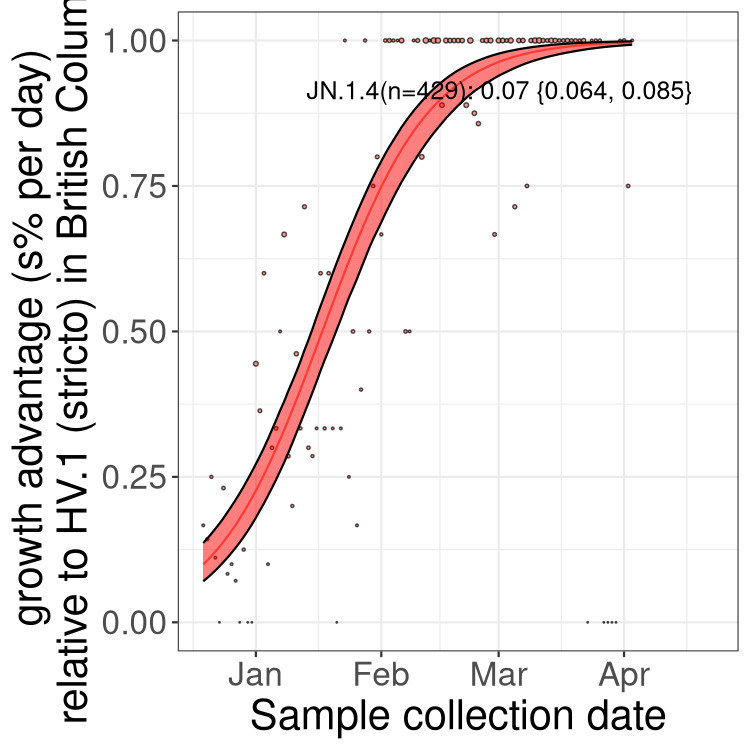 growth advantage (s% per day)
relative to HV.1 (stricto) in British Colum
1.00
0.75
0.50
0.25
0.00
JN.1.4(n=429): 0.07 {0.064, 0.085}
Jan Feb Mar Apr
Sample collection date